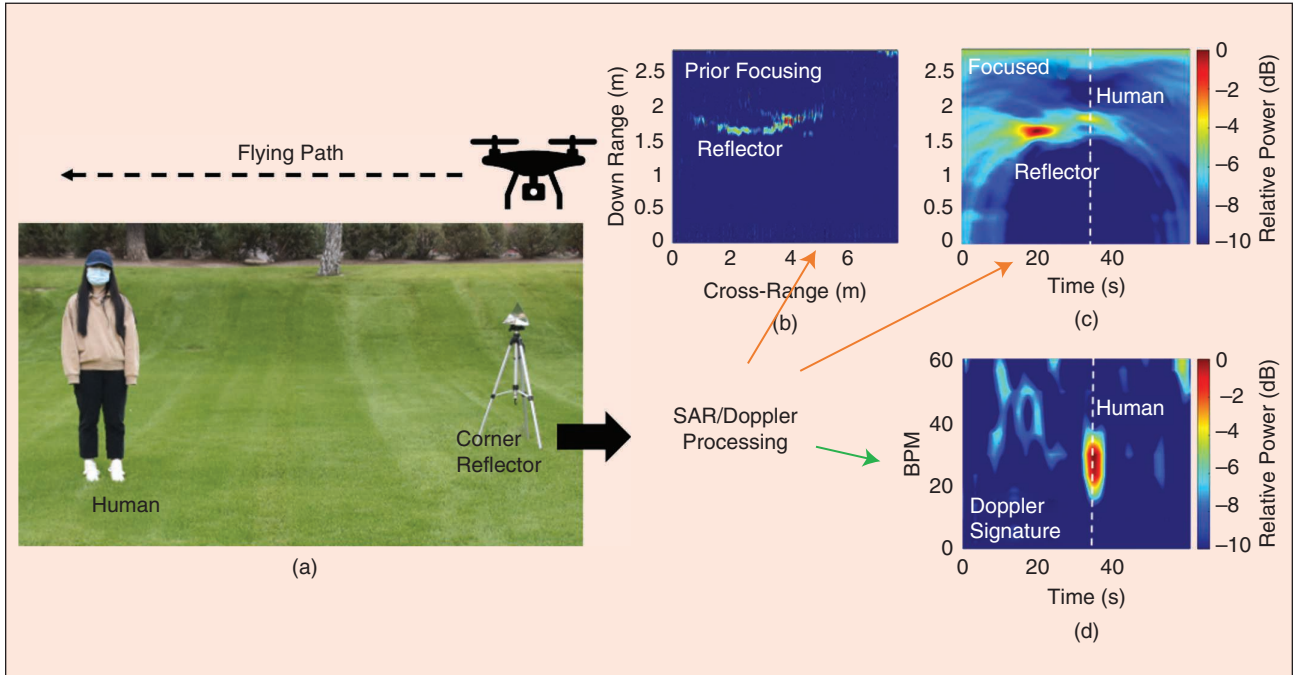 Flying Path
Human
Corner
Reflector
(a)
SAR/Doppler
Processing
Prior Focusing
Reflector
Down Range (m)
2.5
2
1.5
1
0.5
0
0 2 4 6
Cross-Range (m)
(b)
Focused
Human
Reflector
2.5
2
1.5
1
0.5
0
0 20 40
Time (s)
(c)
0
–2
–4
–6
–8
–10
Relative Power (dB)
60
40
20
0
BPM
Human
Doppler
Signature
0 20 40
Time (s)
(d)
0
–2
–4
–6
–8
–10
Relative Power (dB)